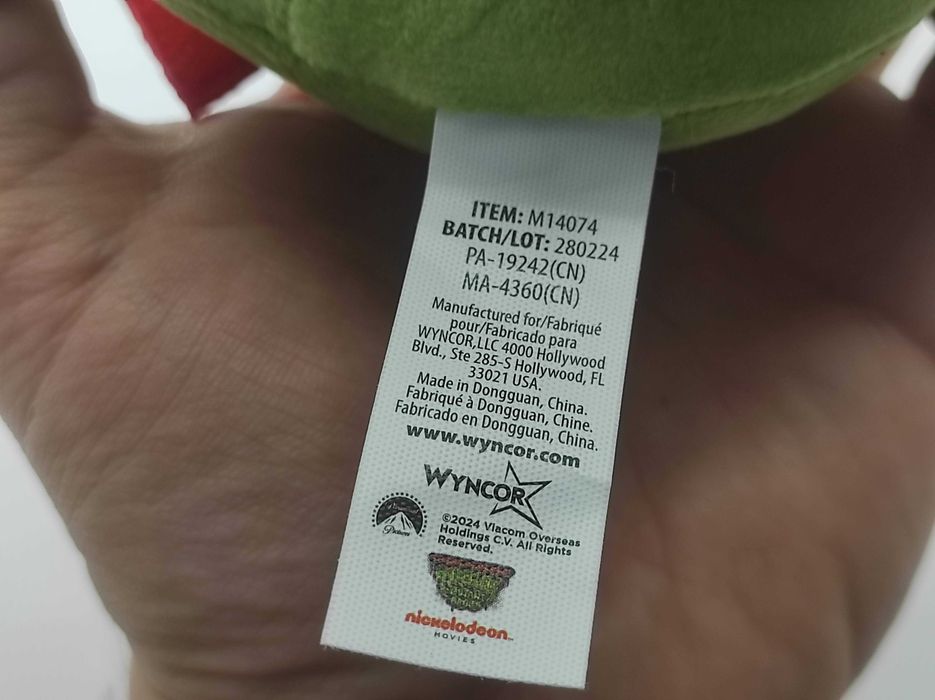 ITEM: M14074
BATCH/LOT: 280224
PA-19242(CN)
MA-4360(CN)
Manufactured for/Fabriqué
pour/Fabricado para
WYNCOR,LLC 4000 Hollywood
Blvd., Ste 285-S Hollywood, FL
33021 USA.
Made in Dongguan, China.
Fabriqué à Dongguan, Chine.
Fabricado en Dongguan, China.
www.wyncor.com
WYNCOR
©2024 Viacom Overseas
Holdings C.V. All Rights
Reserved.
nickelodeon
MOVIES